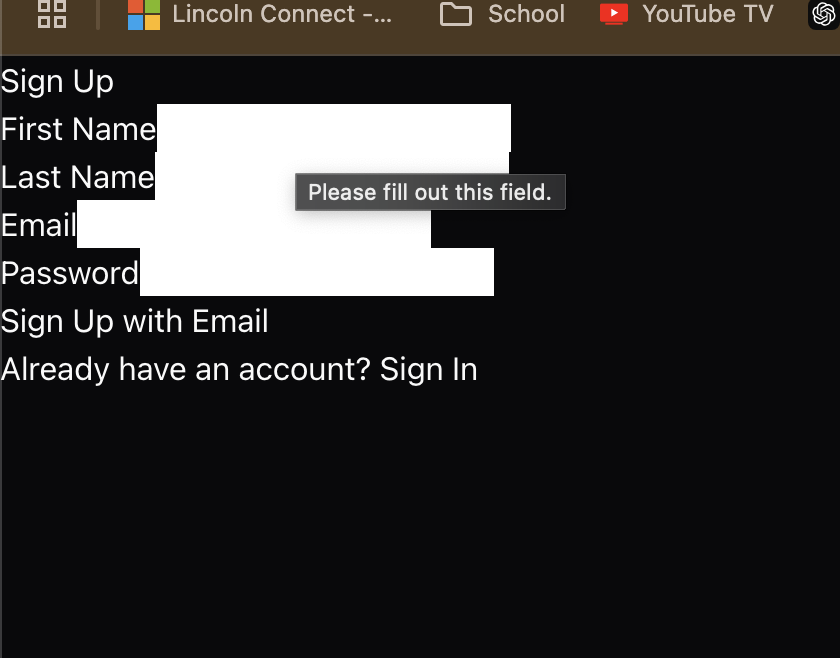 Lincoln Connect -...
School
YouTube TV
Sign Up
First Name
Last Name
Please fill out this field.
Email
Password
Sign Up with Email
Already have an account? Sign In